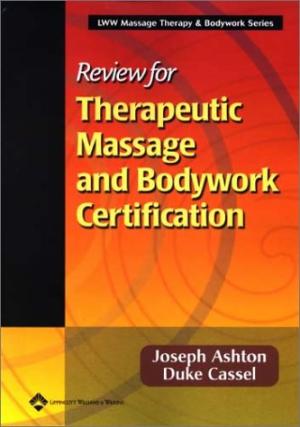 LWW Massage Therapy & Bodywork Series
Review for
Therapeutic
Massage
and Bodywork
Certification
Joseph Ashton
Duke Cassel
LIPPINCOTT WILLIAMS & WILKINS